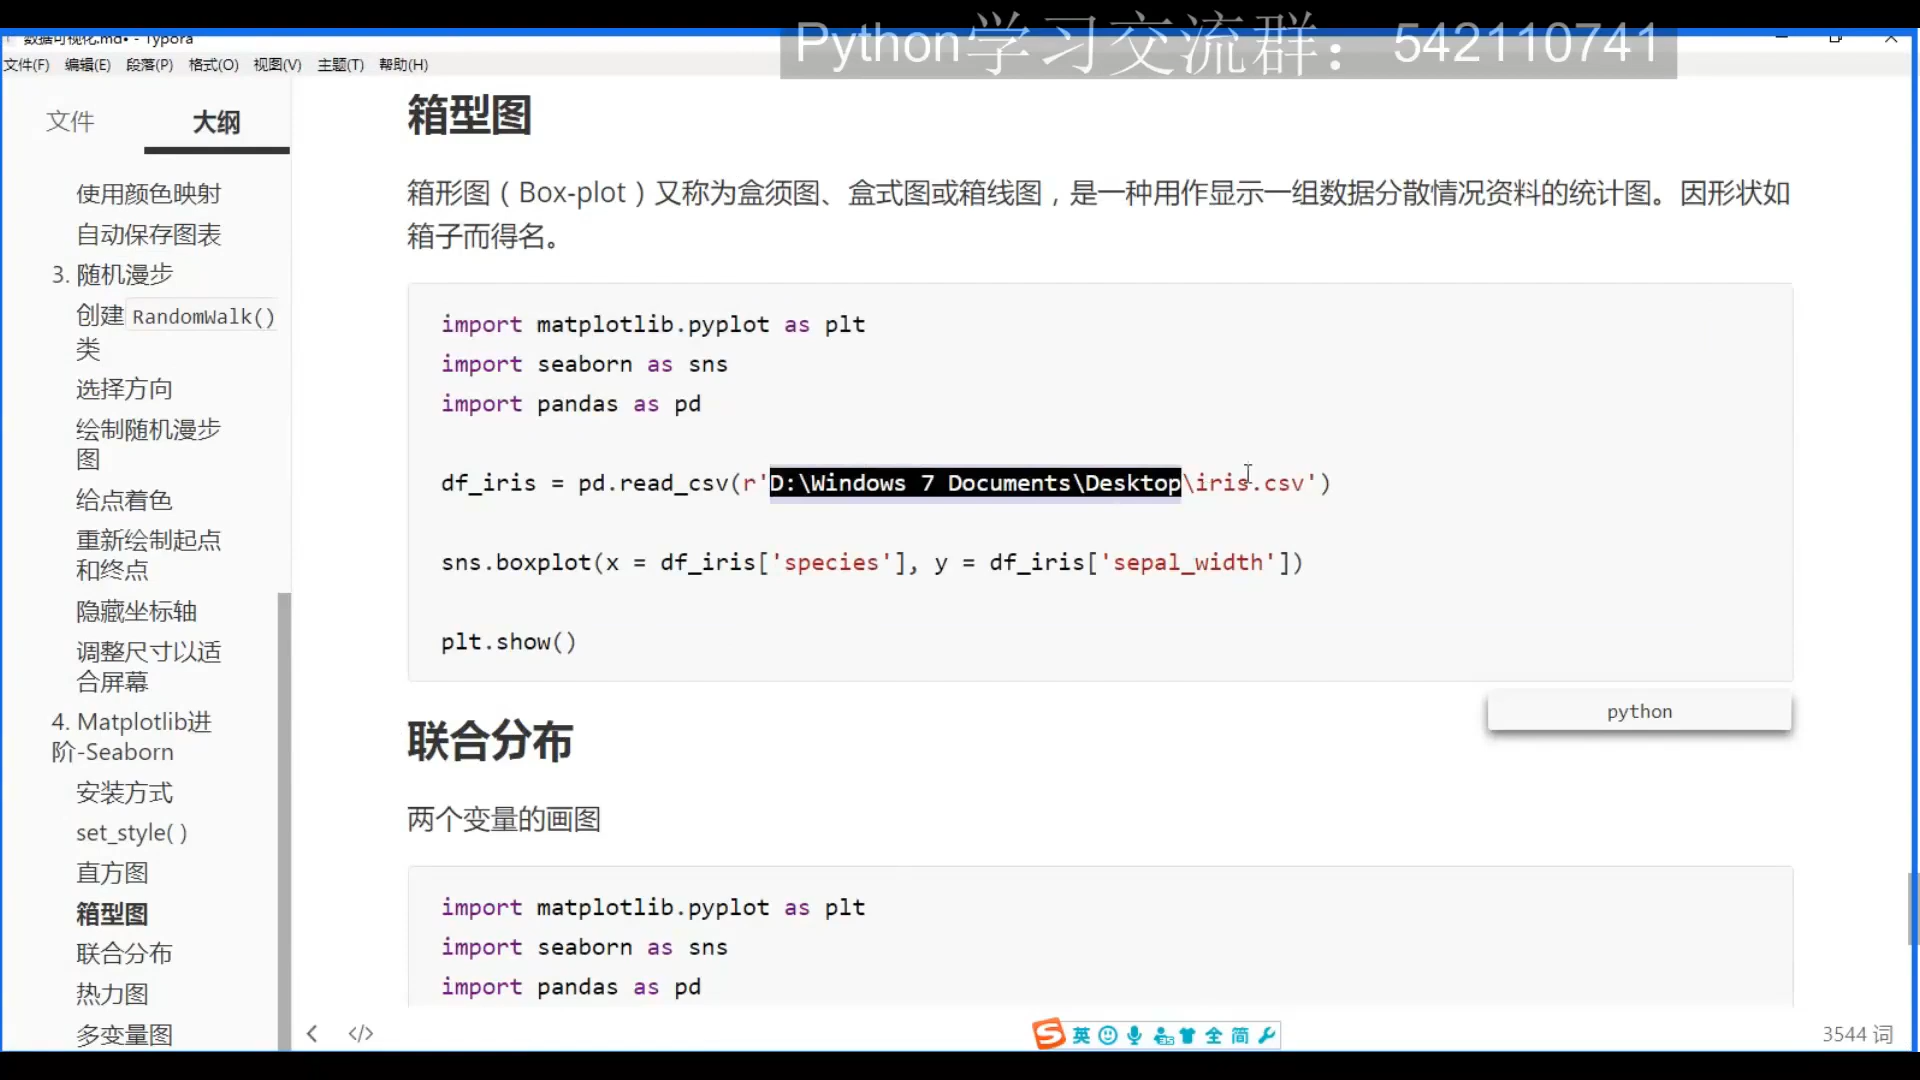 数据可视化.md• - Typora
Python学习交流群：542110741
文件(F) 编辑(E) 段落(P) 格式(O) 视图(V) 主题(T) 帮助(H)
文件 大纲
使用颜色映射
自动保存图表
3. 随机漫步
创建 RandomWalk()
类
选择方向
绘制随机漫步
图
给点着色
重新绘制起点
和终点
隐藏坐标轴
调整尺寸以适
合屏幕
4. Matplotlib进
阶-Seaborn
安装方式
set_style( )
直方图
箱型图
联合分布
热力图
多变量图
箱型图
箱形图（Box-plot）又称为盒须图、盒式图或箱线图，是一种用作显示一组数据分散情况资料的统计图。因形状如
箱子而得名。
import matplotlib.pyplot as plt
import seaborn as sns
import pandas as pd
df_iris = pd.read_csv(r'D:\Windows 7 Documents\Desktop\iris.csv')
sns.boxplot(x = df_iris['species'], y = df_iris['sepal_width'])
plt.show()
python
联合分布
两个变量的画图
import matplotlib.pyplot as plt
import seaborn as sns
import pandas as pd
</> 
英 全 简
3544 词